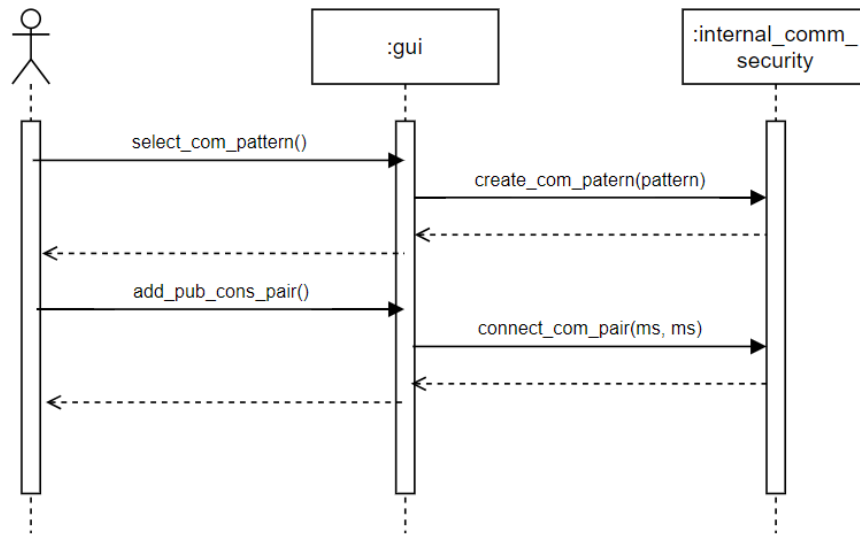 :gui
:internal_comm_
security
select_com_pattern()
create_com_patern(pattern)
add_pub_cons_pair()
connect_com_pair(ms, ms)